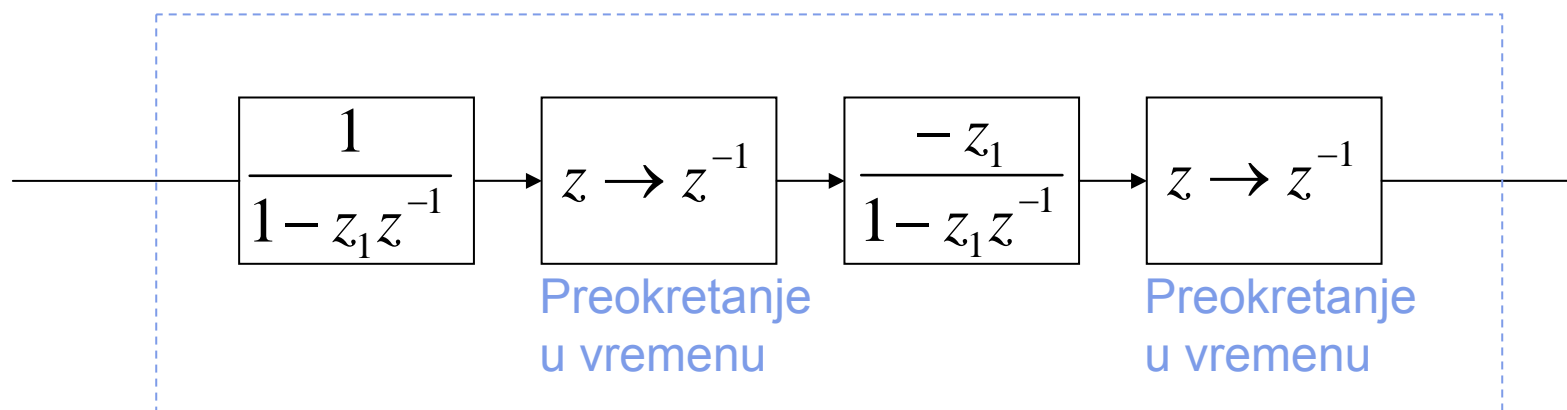 1 / (1 − z₁z⁻¹)
z → z⁻¹
−z₁ / (1 − z₁z⁻¹)
z → z⁻¹
Preokretanje
u vremenu
Preokretanje
u vremenu